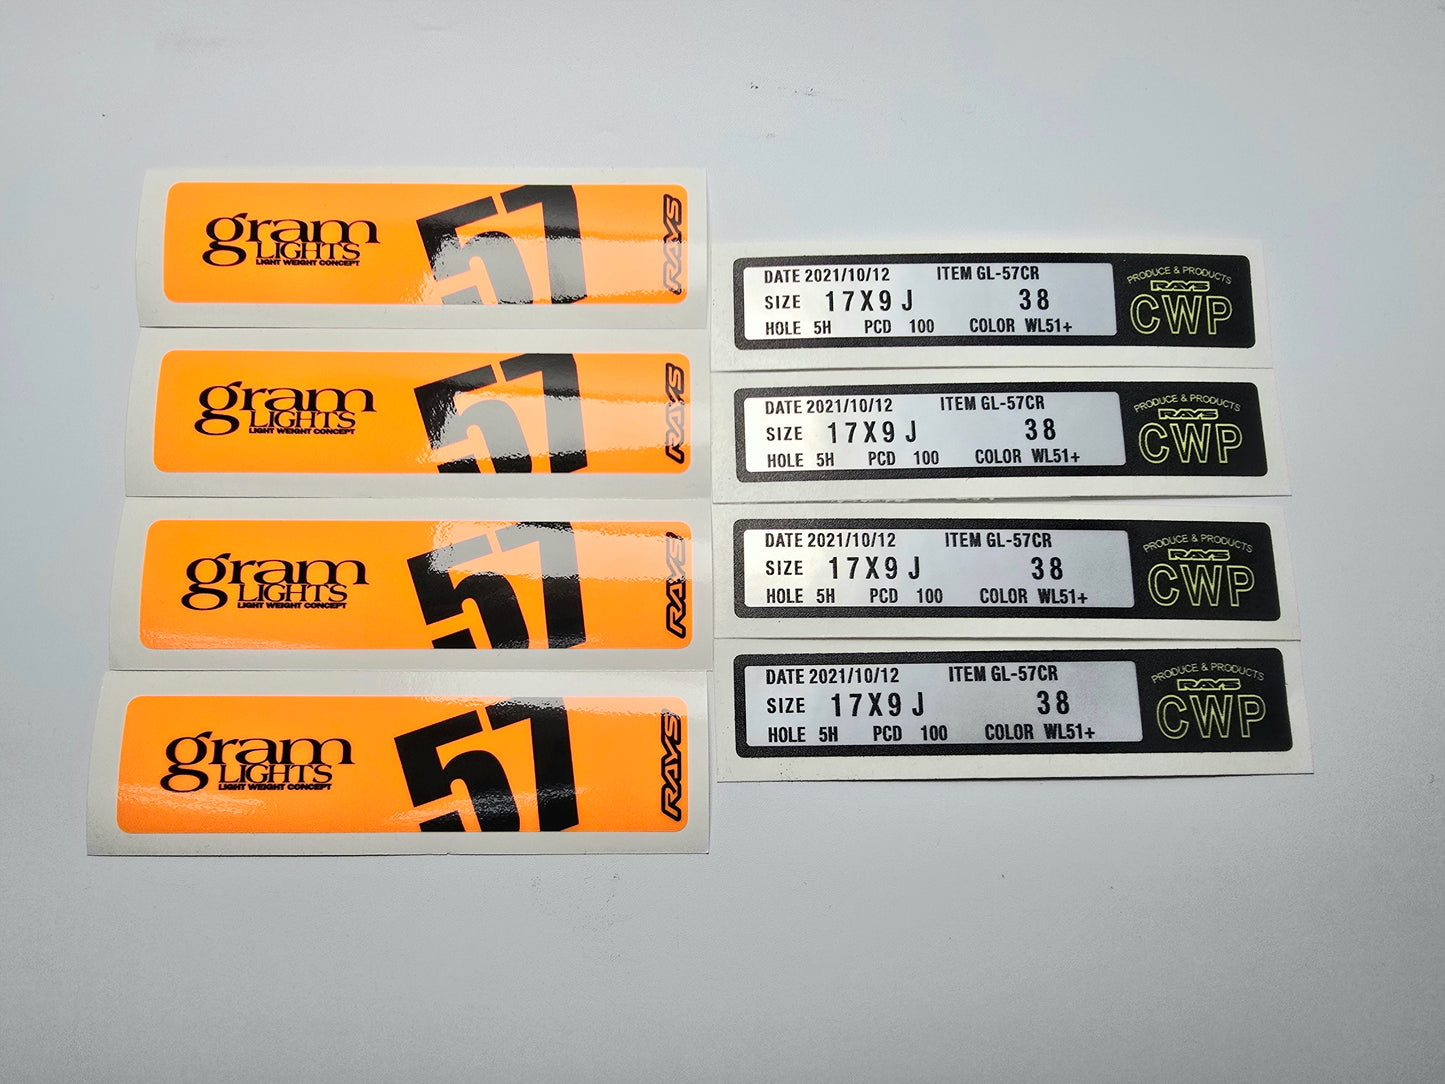 gram
LIGHTS
LIGHT WEIGHT CONCEPT
57
RAYS
gram
LIGHTS
LIGHT WEIGHT CONCEPT
57
RAYS
gram
LIGHTS
LIGHT WEIGHT CONCEPT
57
RAYS
gram
LIGHTS
LIGHT WEIGHT CONCEPT
57
RAYS
DATE 2021/10/12 ITEM GL-57CR
SIZE 17X9 J 38
HOLE 5H PCD 100 COLOR WL51+
PRODUCE & PRODUCTS
RAYS
CWP
DATE 2021/10/12 ITEM GL-57CR
SIZE 17X9 J 38
HOLE 5H PCD 100 COLOR WL51+
PRODUCE & PRODUCTS
RAYS
CWP
DATE 2021/10/12 ITEM GL-57CR
SIZE 17X9 J 38
HOLE 5H PCD 100 COLOR WL51+
PRODUCE & PRODUCTS
RAYS
CWP
DATE 2021/10/12 ITEM GL-57CR
SIZE 17X9 J 38
HOLE 5H PCD 100 COLOR WL51+
PRODUCE & PRODUCTS
RAYS
CWP